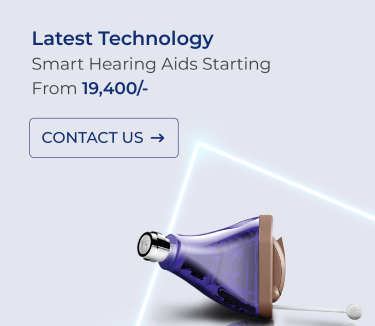 Latest Technology
Smart Hearing Aids Starting
From 19,400/-
CONTACT US →